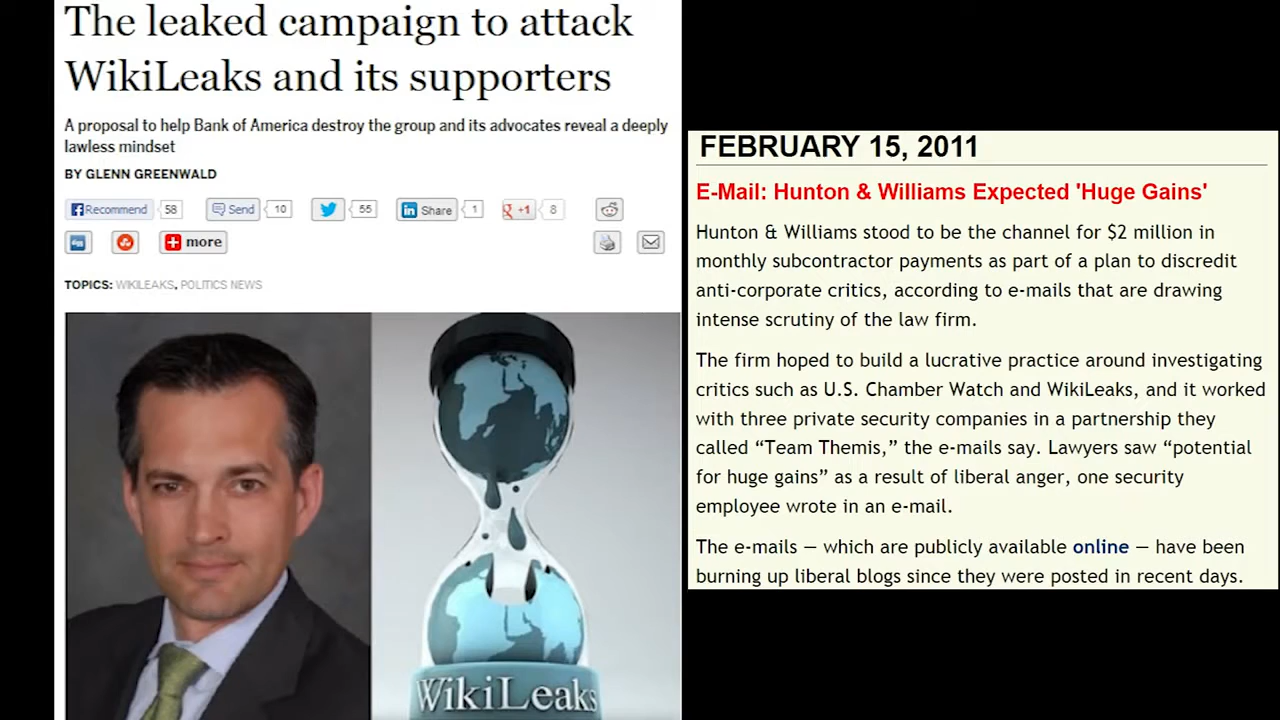 The leaked campaign to attack
WikiLeaks and its supporters
A proposal to help Bank of America destroy the group and its advocates reveal a deeply
lawless mindset
BY GLENN GREENWALD
Recommend 58 Send 10 55 Share 1 +1 8
more
TOPICS: WIKILEAKS, POLITICS NEWS
WikiLeaks
FEBRUARY 15, 2011
E-Mail: Hunton & Williams Expected 'Huge Gains'
Hunton & Williams stood to be the channel for $2 million in
monthly subcontractor payments as part of a plan to discredit
anti-corporate critics, according to e-mails that are drawing
intense scrutiny of the law firm.
The firm hoped to build a lucrative practice around investigating
critics such as U.S. Chamber Watch and WikiLeaks, and it worked
with three private security companies in a partnership they
called “Team Themis,” the e-mails say. Lawyers saw “potential
for huge gains” as a result of liberal anger, one security
employee wrote in an e-mail.
The e-mails — which are publicly available online — have been
burning up liberal blogs since they were posted in recent days.